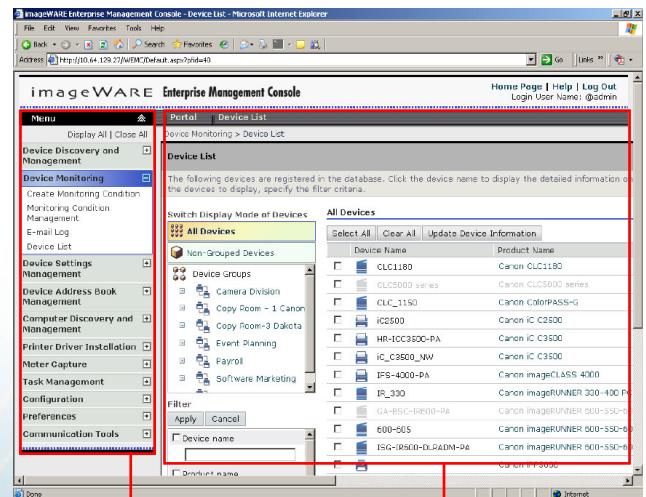 imageWARE Enterprise Management Console - Device List - Microsoft Internet Explorer
File Edit View Favorites Tools Help
Back Search Favorites
Address http://10.64.129.27/WEMC/Default.aspx?pfid=40 Go Links
imageWARE Enterprise Management Console
Home Page | Help | Log Out
Login User Name: @admin
Menu
Display All | Close All
Device Discovery and Management
Device Monitoring
Create Monitoring Condition
Monitoring Condition Management
E-mail Log
Device List
Device Settings Management
Device Address Book Management
Computer Discovery and Management
Printer Driver Installation
Meter Capture
Task Management
Configuration
Preferences
Communication Tools
Portal Device List
Device Monitoring > Device List
Device List
The following devices are registered in the database. Click the device name to display the detailed information on
the devices to display, specify the filter criteria.
Switch Display Mode of Devices
All Devices
Non-Grouped Devices
Device Groups
Camera Division
Copy Room - 1 Canon
Copy Room-3 Dakota
Event Planning
Payroll
Software Marketing
Filter
Apply Cancel
Device name
Product name
All Devices
Select All Clear All Update Device Information
Device Name Product Name
CLC1180 Canon CLC1180
CLC5000 series Canon CLC5000 series
CLC_1150 Canon ColorPASS-G
iC2500 Canon iC C2500
HR-ICC3500-PA Canon iC C3500
iC_C3500_NW Canon iC C3500
IFS-4000-PA Canon imageCLASS 4000
IR_330 Canon imageRUNNER 330-400 PC
GA-BSC-IR600-PA Canon imageRUNNER 600-550-60
600-60S Canon imageRUNNER 600-550-60
ISG-IR600-DLRADM-PA Canon imageRUNNER 600-550-60
Done Internet